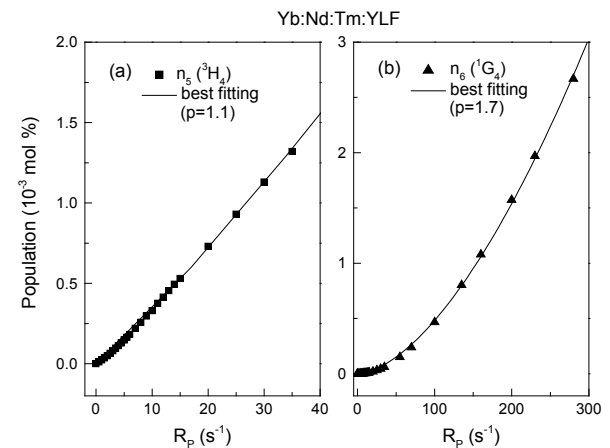 Yb:Nd:Tm:YLF
Population (10⁻³ mol %)
(a)
n₅ (³H₄)
best fitting
(p=1.1)
2.0
1.5
1.0
0.5
0.0
0 10 20 30 40
R_P (s⁻¹)
(b)
n₆ (¹G₄)
best fitting
(p=1.7)
3
2
1
0
0 100 200 300
R_P (s⁻¹)